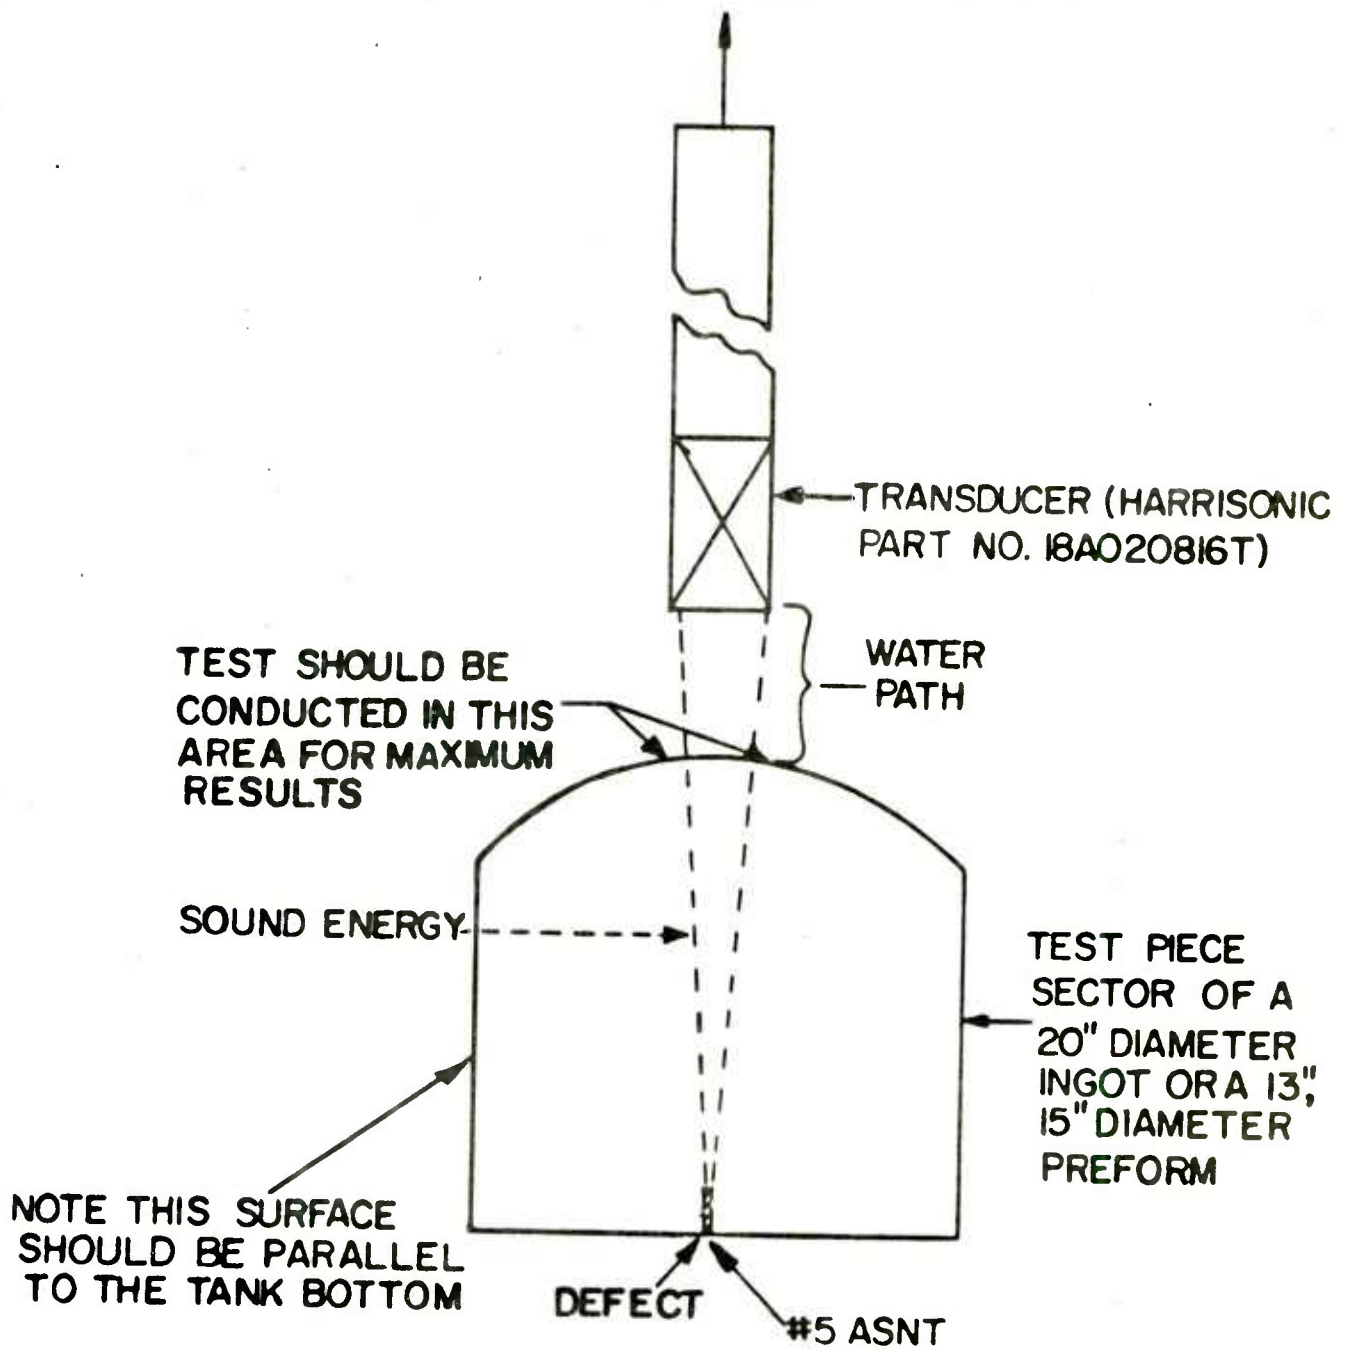 TRANSDUCER (HARRISONIC
PART NO. 18A020816T)
WATER
PATH
TEST SHOULD BE
CONDUCTED IN THIS
AREA FOR MAXIMUM
RESULTS
SOUND ENERGY
TEST PIECE
SECTOR OF A
20" DIAMETER
INGOT OR A 13",
15" DIAMETER
PREFORM
NOTE THIS SURFACE
SHOULD BE PARALLEL
TO THE TANK BOTTOM
DEFECT
#5 ASNT